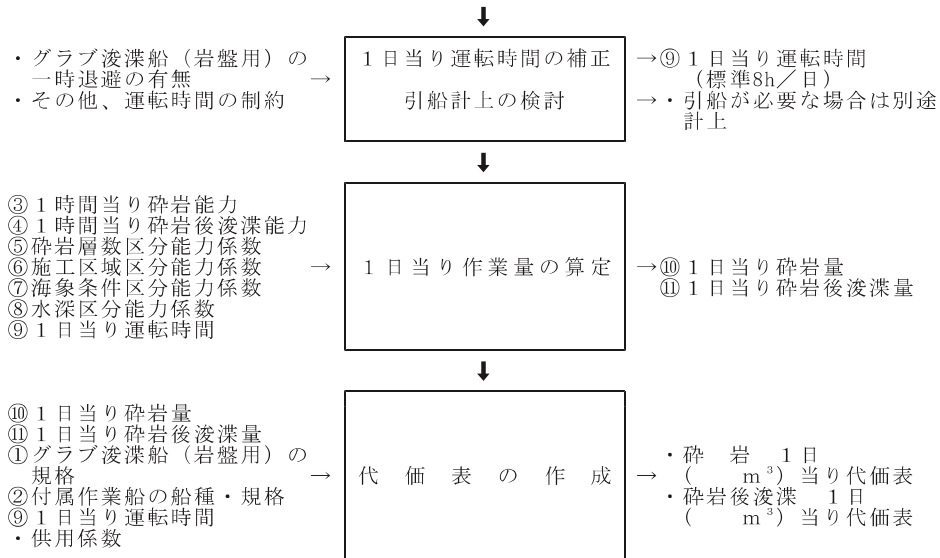 ・グラブ浚渫船（岩盤用）の
一時退避の有無
・その他、運転時間の制約
→
１日当り運転時間の補正
引船計上の検討
→⑨１日当り運転時間
（標準8h／日）
→・引船が必要な場合は別途
計上
③１時間当り砕岩能力
④１時間当り砕岩後浚渫能力
⑤砕岩層数区分能力係数
⑥施工区域区分能力係数
⑦海象条件区分能力係数
⑧水深区分能力係数
⑨１日当り運転時間
→
１日当り作業量の算定
→⑩１日当り砕岩量
⑪１日当り砕岩後浚渫量
⑩１日当り砕岩量
⑪１日当り砕岩後浚渫量
①グラブ浚渫船（岩盤用）の
規格
②付属作業船の船種・規格
⑨１日当り運転時間
・供用係数
→
代　価　表　の　作　成
→
・砕　岩　１日
（　　ｍ³）当り代価表
・砕岩後浚渫　１日
（　　ｍ³）当り代価表